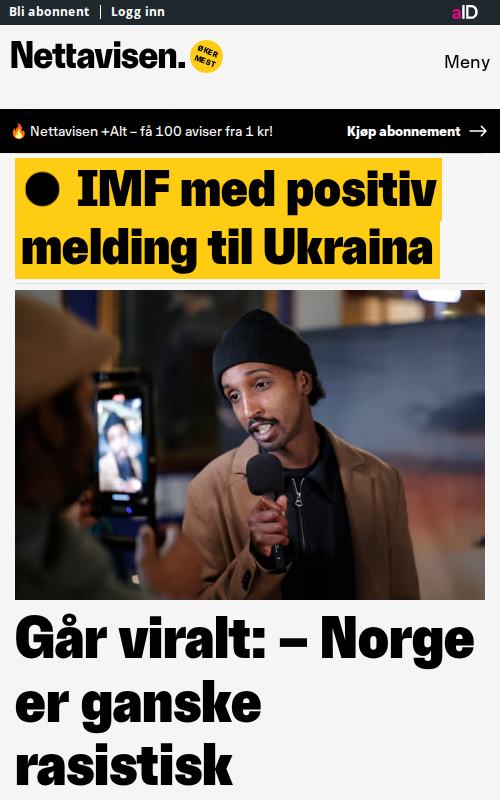 Bli abonnent | Logg inn
aID
Nettavisen.
ØKER
MEST
Meny
🔥 Nettavisen +Alt – få 100 aviser fra 1 kr!
Kjøp abonnement →
IMF med positiv
melding til Ukraina
Går viralt: – Norge
er ganske
rasistisk